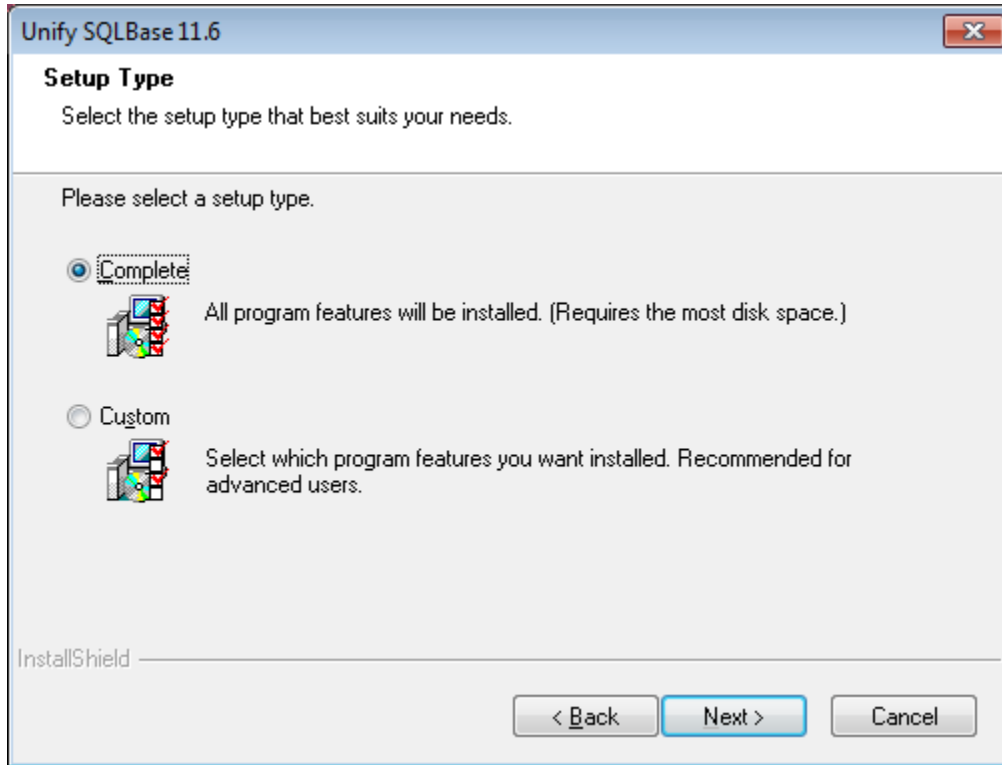 Unify SQLBase 11.6
Setup Type
Select the setup type that best suits your needs.
Please select a setup type.
Complete
All program features will be installed. (Requires the most disk space.)
Custom
Select which program features you want installed. Recommended for
advanced users.
InstallShield
< Back Next > Cancel